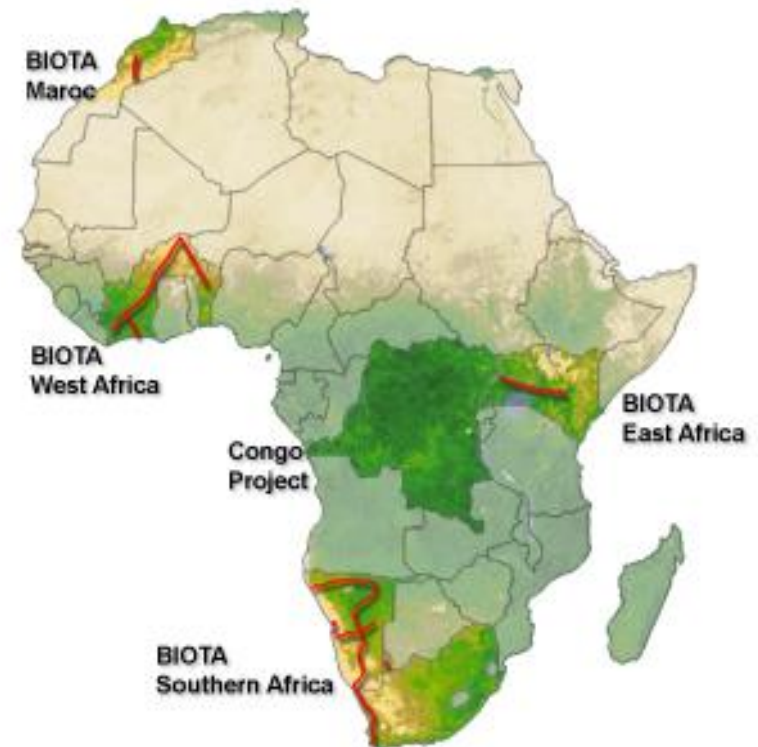 BIOTA
Maroc
BIOTA
West Africa
BIOTA
East Africa
Congo
Project
BIOTA
Southern Africa